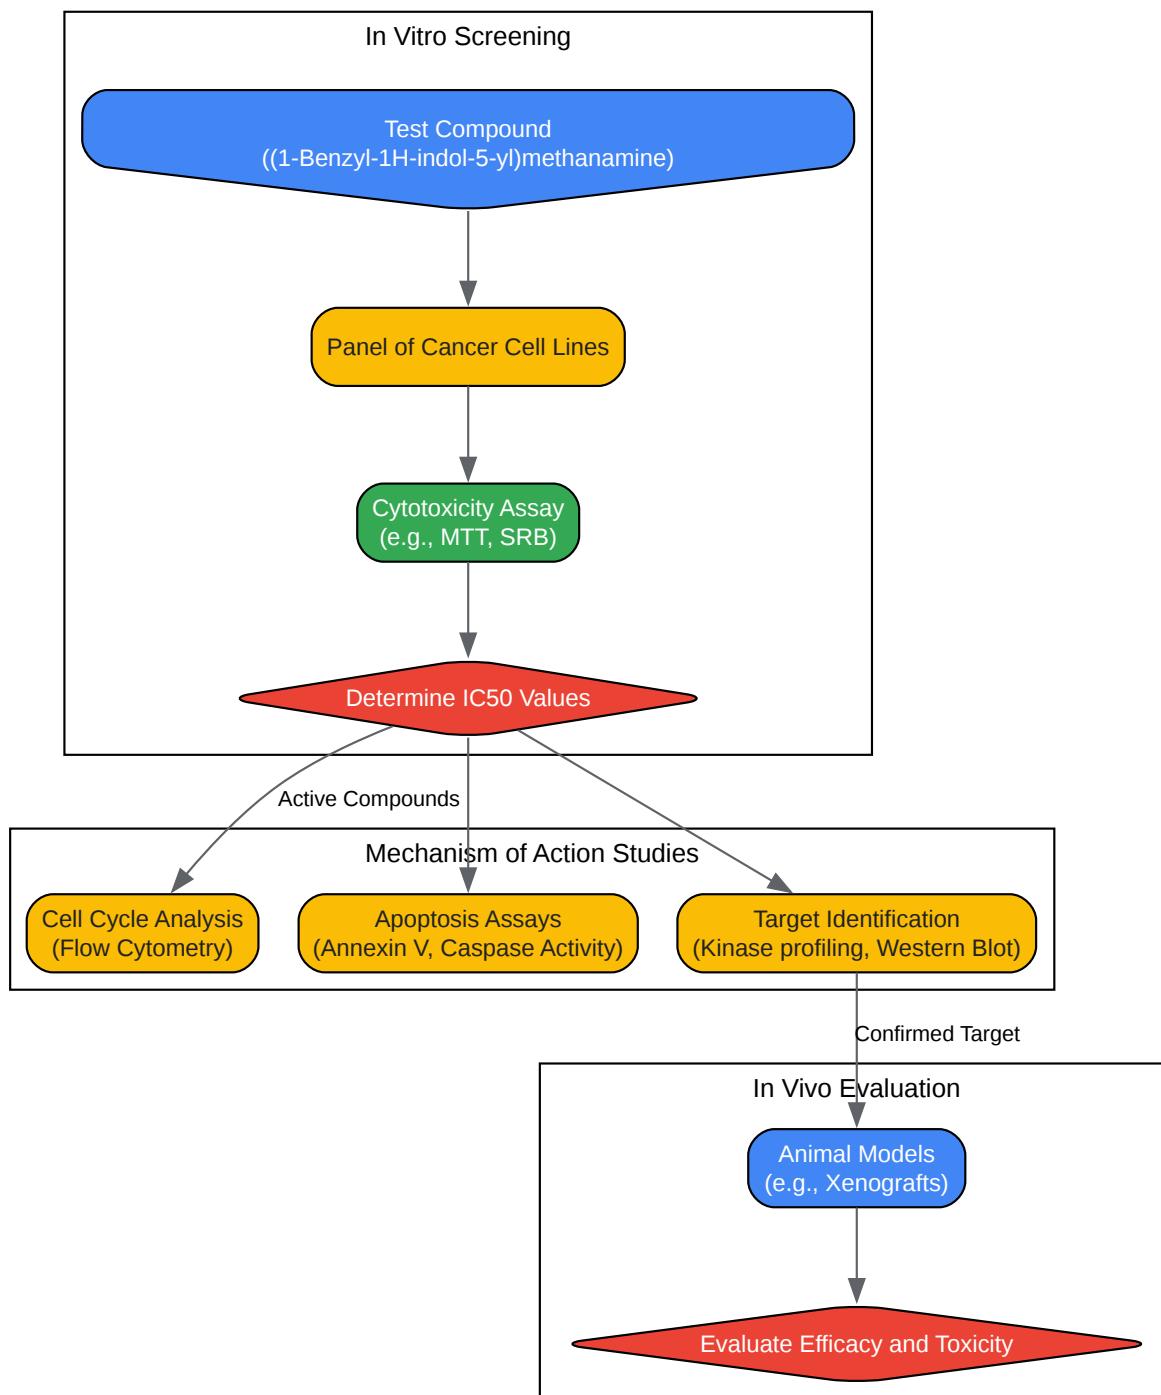 In Vitro Screening
Test Compound
((1-Benzyl-1H-indol-5-yl)methanamine)
Panel of Cancer Cell Lines
Cytotoxicity Assay
(e.g., MTT, SRB)
Determine IC50 Values
Active Compounds
Mechanism of Action Studies
Cell Cycle Analysis
(Flow Cytometry)
Apoptosis Assays
(Annexin V, Caspase Activity)
Target Identification
(Kinase profiling, Western Blot)
Confirmed Target
In Vivo Evaluation
Animal Models
(e.g., Xenografts)
Evaluate Efficacy and Toxicity